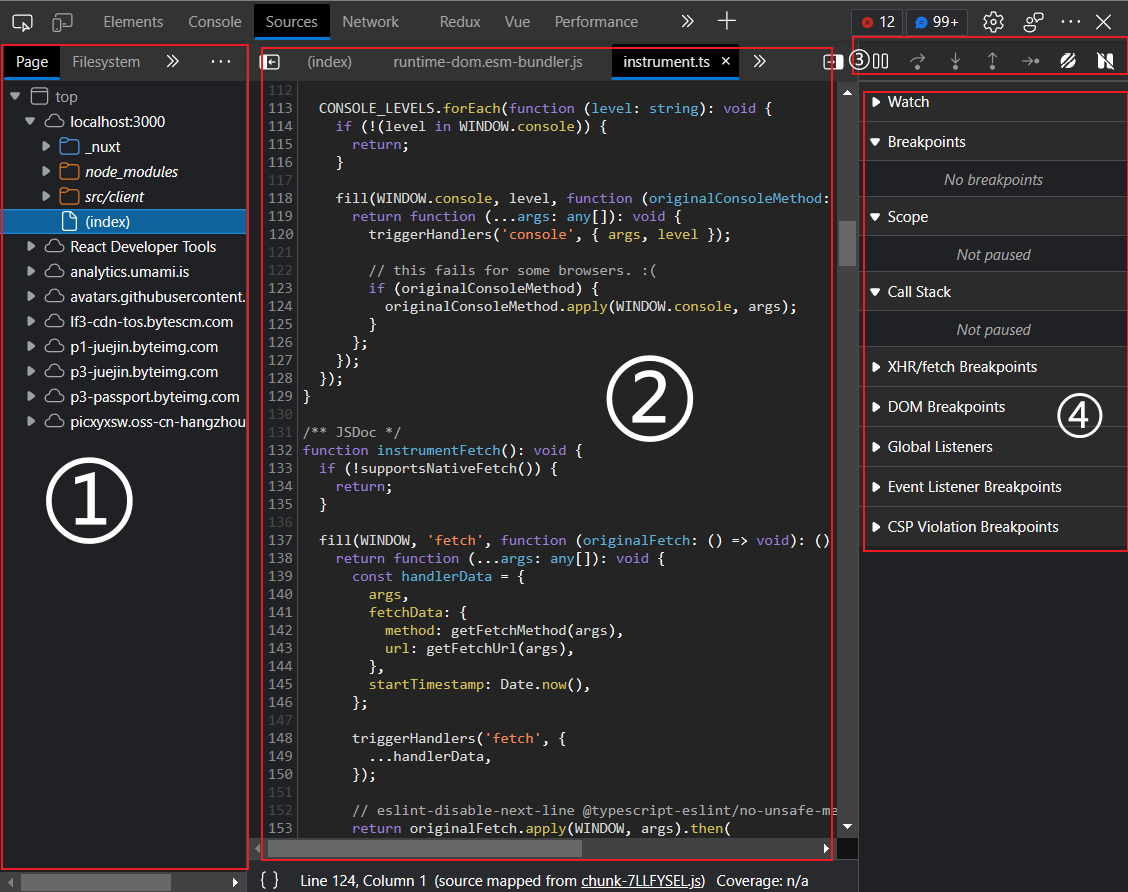 Elements Console Sources Network Redux Vue Performance 12 99+
Page Filesystem ...
(index) runtime-dom.esm-bundler.js instrument.ts ×
③
top
localhost:3000
_nuxt
node_modules
src/client
(index)
React Developer Tools
analytics.umami.is
avatars.githubusercontent.
lf3-cdn-tos.bytescm.com
p1-juejin.byteimg.com
p3-juejin.byteimg.com
p3-passport.byteimg.com
picxyxsw.oss-cn-hangzhou
①
112
113 CONSOLE_LEVELS.forEach(function (level: string): void {
114 if (!(level in WINDOW.console)) {
115 return;
116 }
117
118 fill(WINDOW.console, level, function (originalConsoleMethod:
119 return function (...args: any[]): void {
120 triggerHandlers('console', { args, level });
121
122 // this fails for some browsers. :(
123 if (originalConsoleMethod) {
124 originalConsoleMethod.apply(WINDOW.console, args);
125 }
126 };
127 });
128 });
129 }
130
131 /** JSDoc */
132 function instrumentFetch(): void {
133 if (!supportsNativeFetch()) {
134 return;
135 }
136
137 fill(WINDOW, 'fetch', function (originalFetch: () => void): ()
138 return function (...args: any[]): void {
139 const handlerData = {
140 args,
141 fetchData: {
142 method: getFetchMethod(args),
143 url: getFetchUrl(args),
144 },
145 startTimestamp: Date.now(),
146 };
147
148 triggerHandlers('fetch', {
149 ...handlerData,
150 });
151
152 // eslint-disable-next-line @typescript-eslint/no-unsafe-me
153 return originalFetch.apply(WINDOW, args).then(
②
{ } Line 124, Column 1 (source mapped from chunk-7LLFYSEL.js) Coverage: n/a
Watch
Breakpoints
No breakpoints
Scope
Not paused
Call Stack
Not paused
XHR/fetch Breakpoints
DOM Breakpoints
Global Listeners
Event Listener Breakpoints
CSP Violation Breakpoints
④